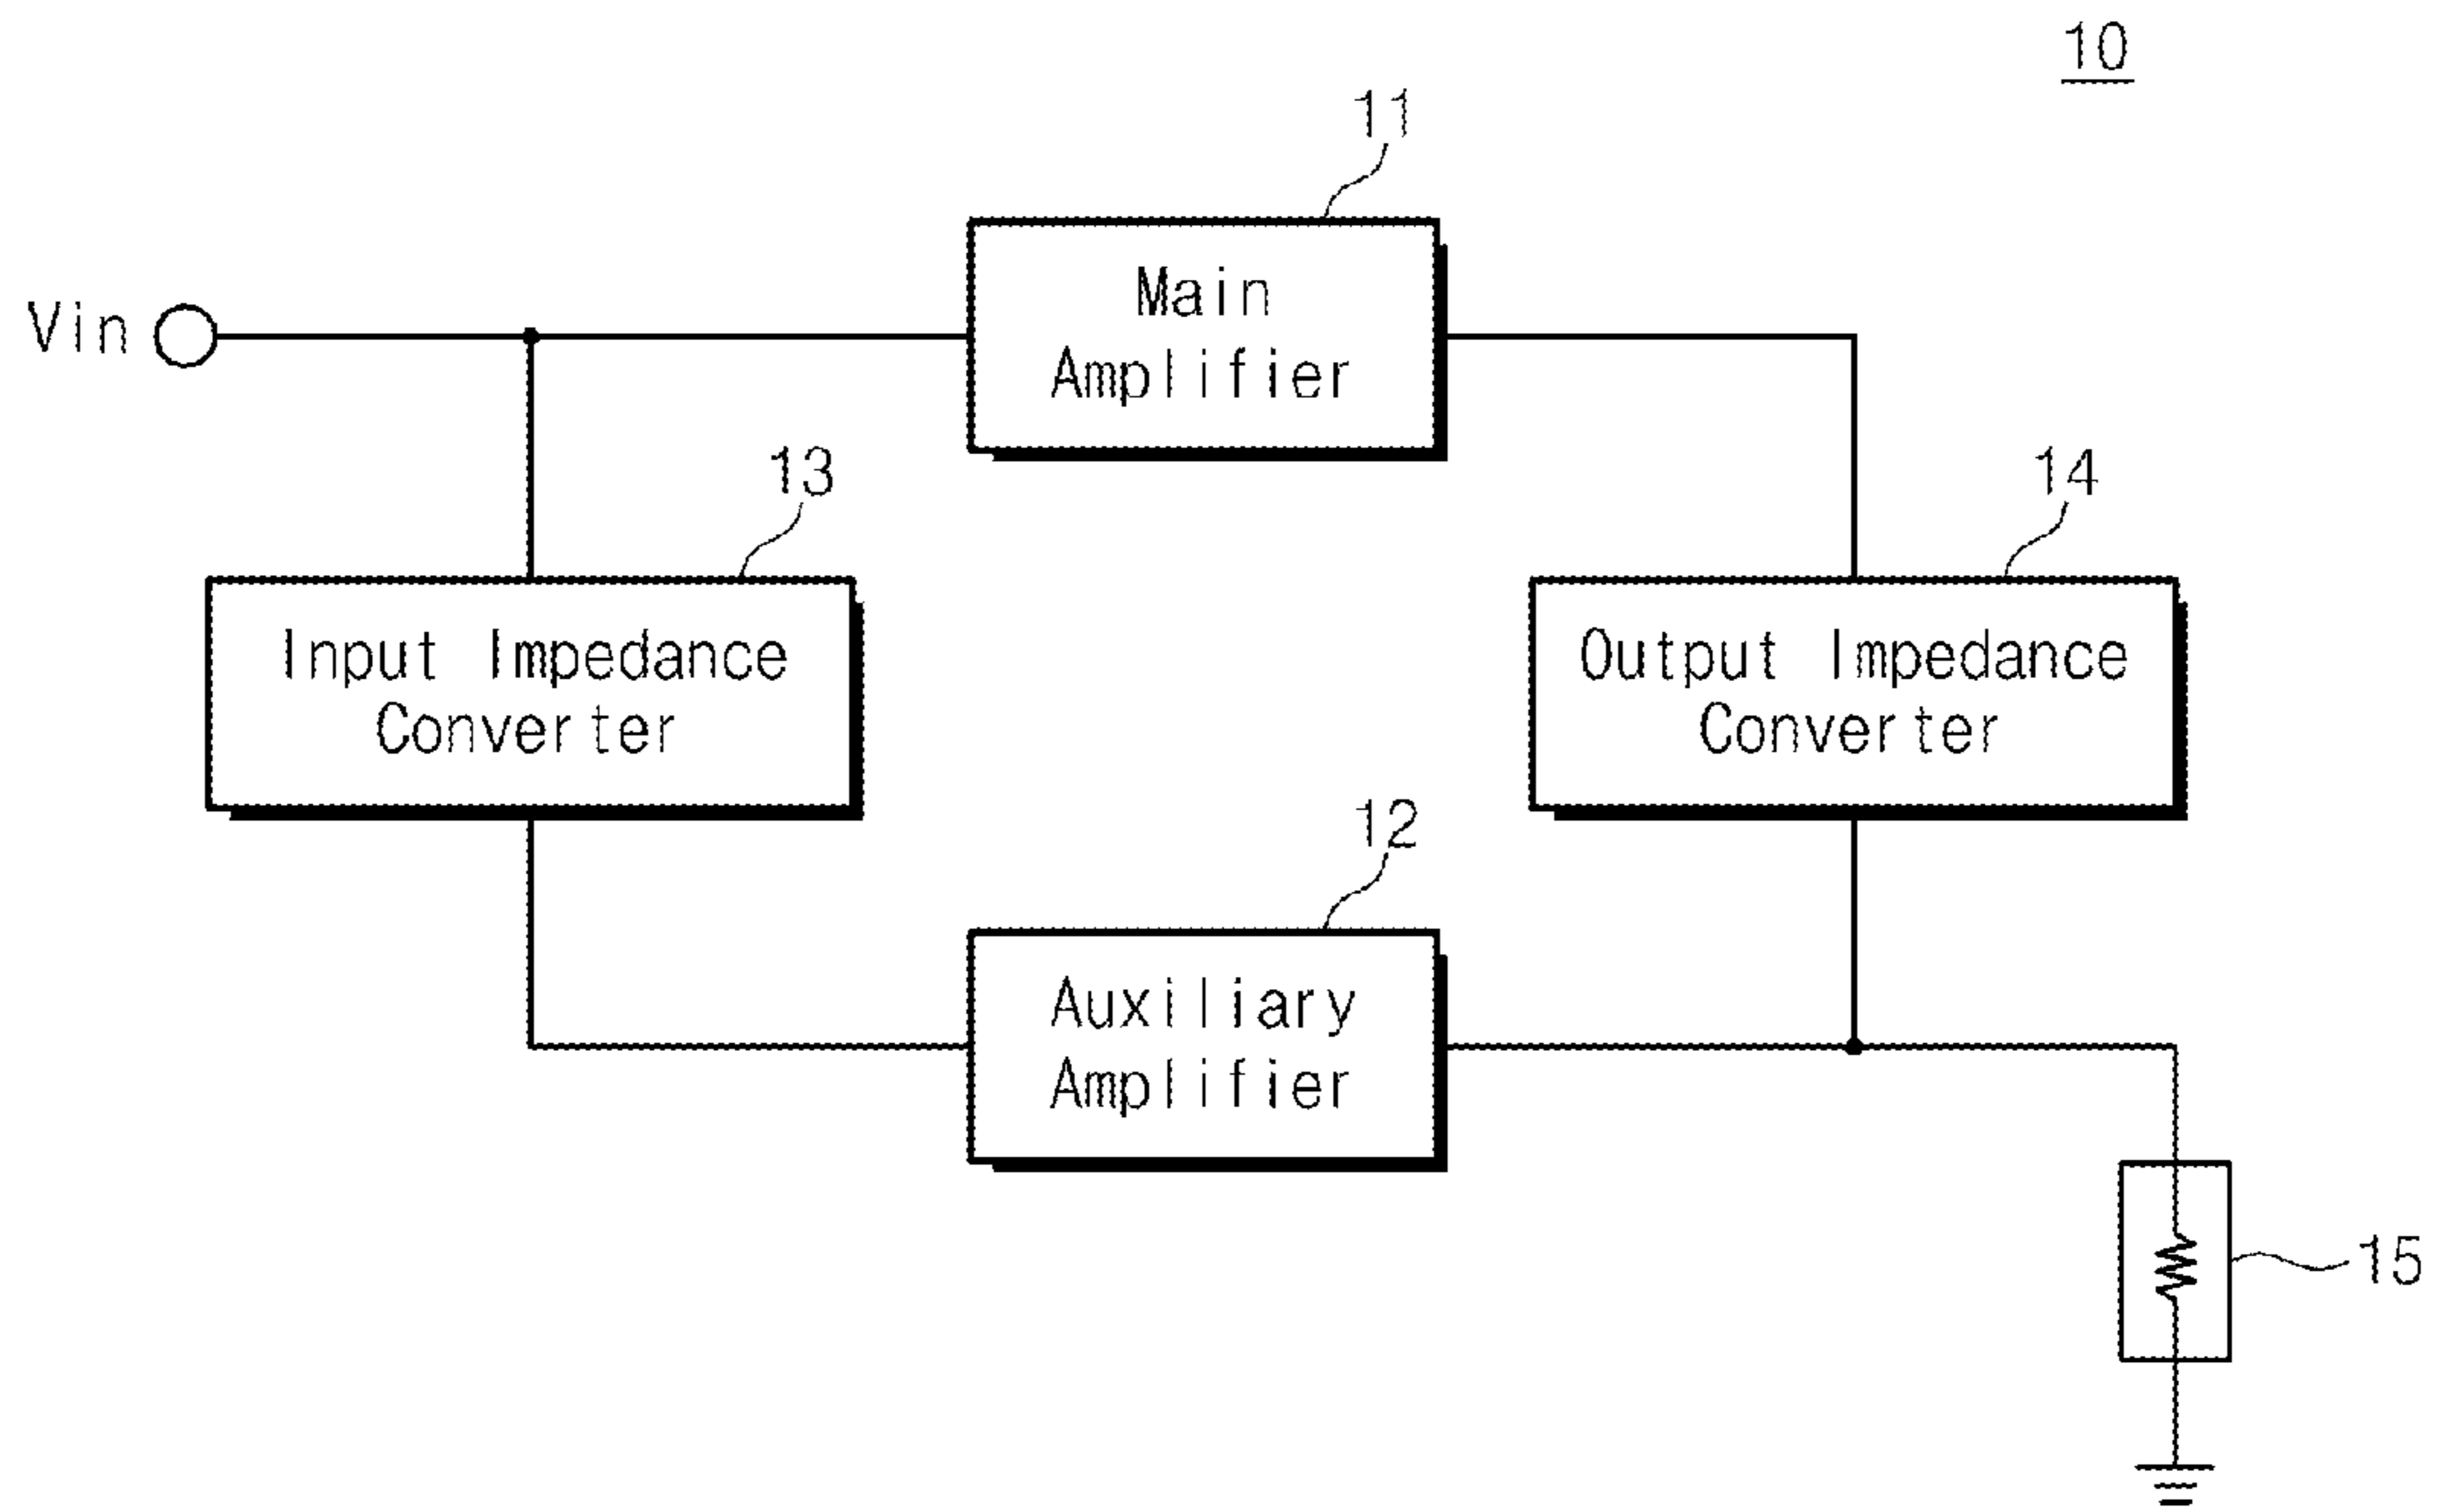 10
11
Main
Amplifier
Vin
13
14
Input Impedance
Converter
Output Impedance
Converter
12
Auxiliary
Amplifier
15